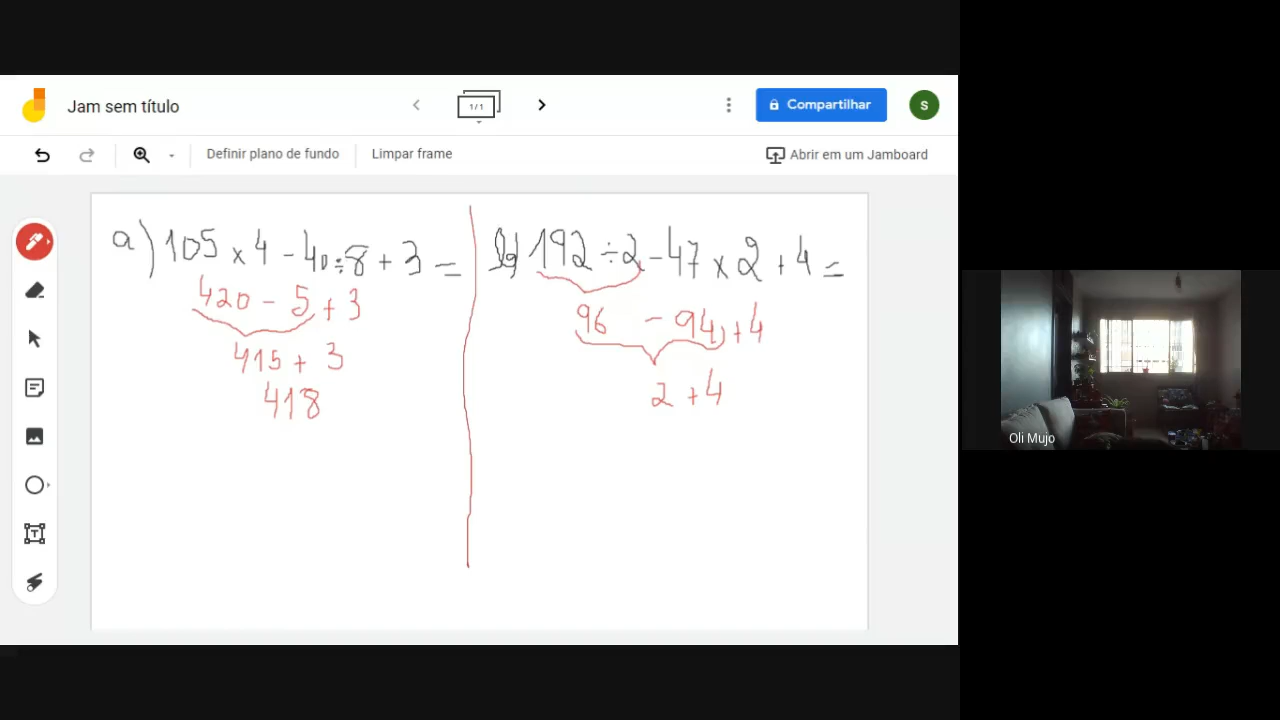 Jam sem título
1/1
Compartilhar
S
Definir plano de fundo
Limpar frame
Abrir em um Jamboard
a) 105 x 4 - 40 ÷ 8 + 3 =
420 - 5 + 3
415 + 3
418
b) 192 ÷ 2 - 47 x 2 + 4 =
96 - 94 + 4
2 + 4
Oli Mujo